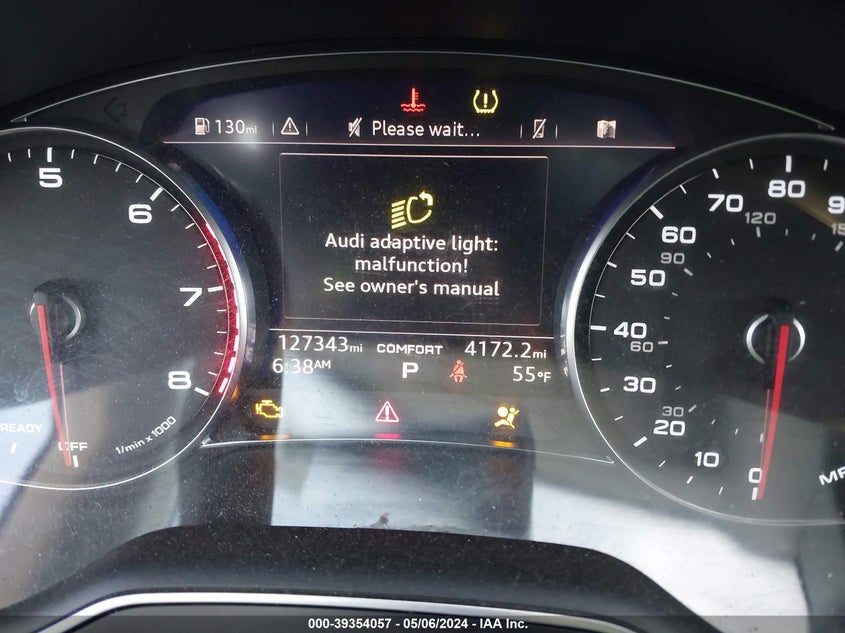 130mi
Please wait...
5
6
7
8
1/min x 1000
READY
OFF
Audi adaptive light:
malfunction!
See owner's manual
127343mi COMFORT 4172.2mi
6:38AM P 55°F
80
70
120
60
90
50
40
60
30
30
20
10
0
000-39354057 - 05/06/2024 - IAA Inc.